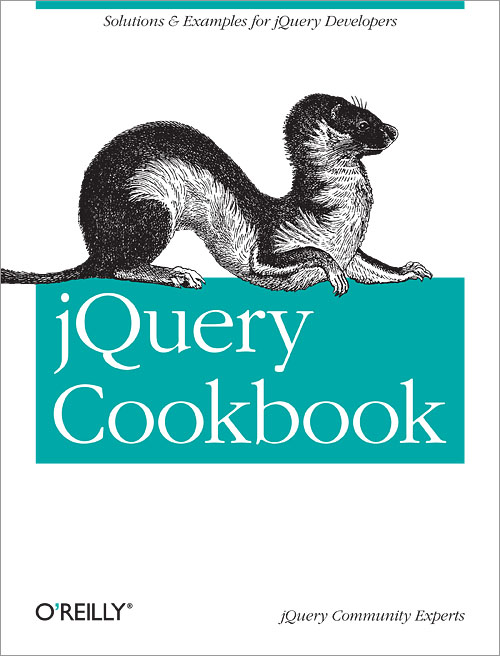 Solutions & Examples for jQuery Developers
jQuery
Cookbook
O'REILLY®
jQuery Community Experts